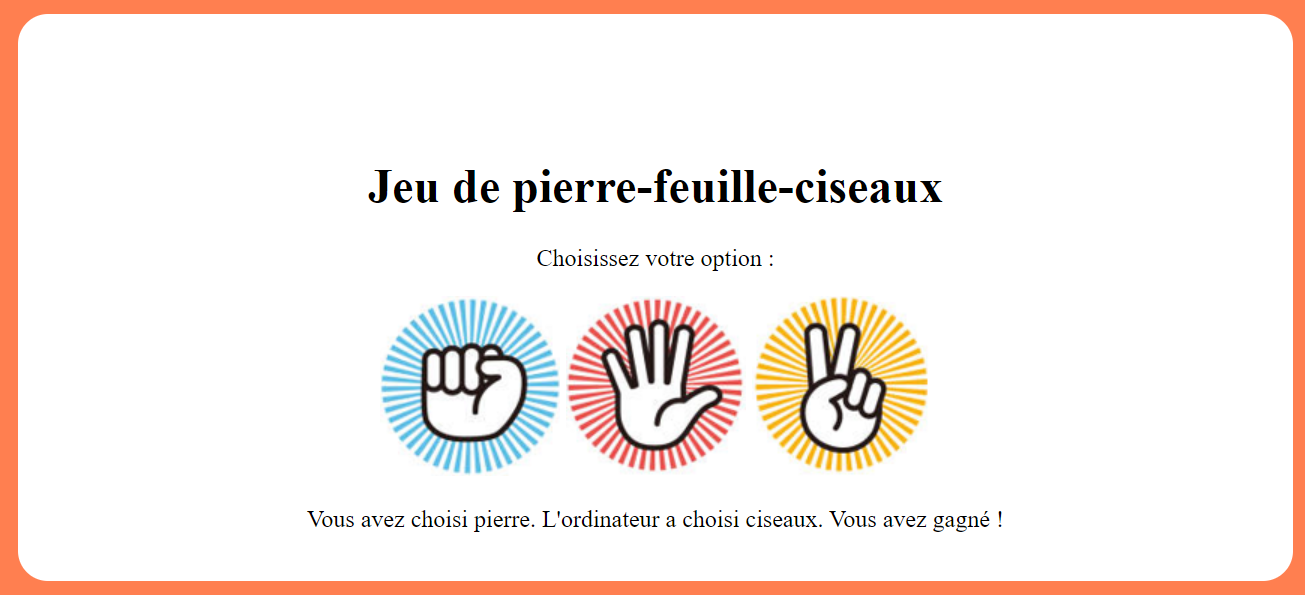 Jeu de pierre-feuille-ciseaux
Choisissez votre option :
Vous avez choisi pierre. L'ordinateur a choisi ciseaux. Vous avez gagné !